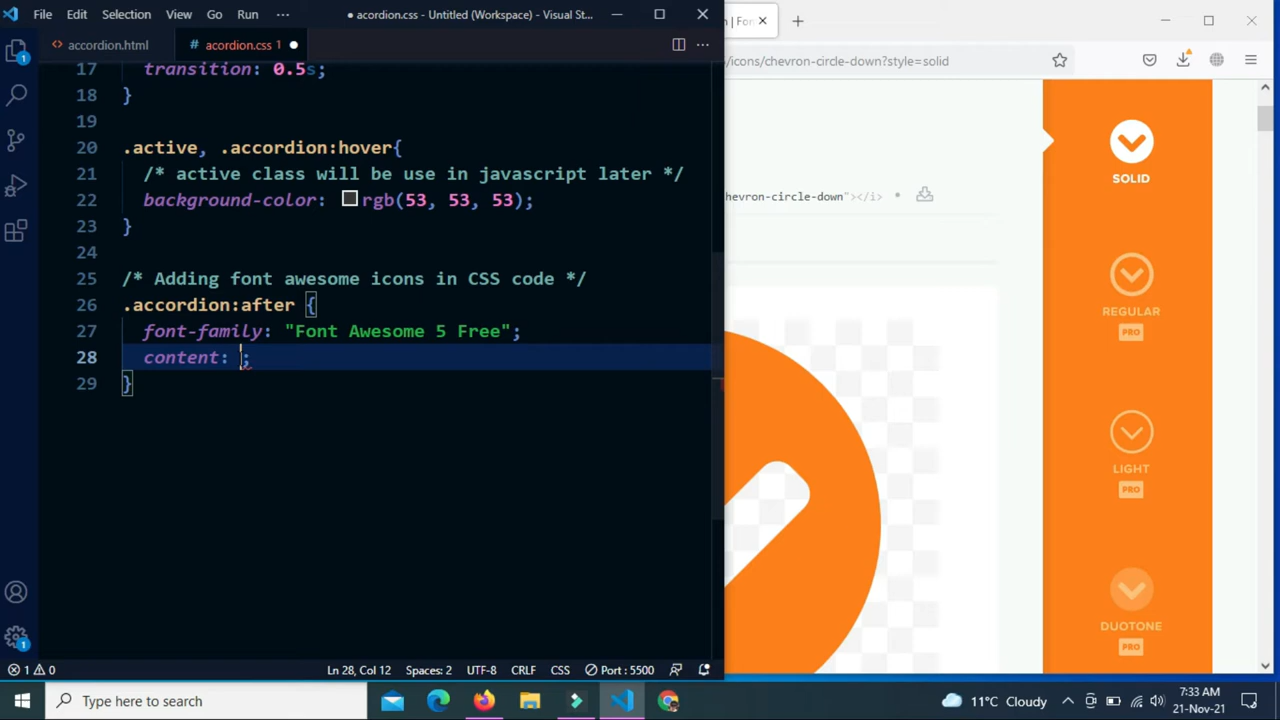 File Edit Selection View Go Run ··· ● acordion.css - Untitled (Workspace) - Visual St...
accordion.html # acordion.css 1 ●
17 transition: 0.5s;
18 }
19
20 .active, .accordion:hover{
21 /* active class will be use in javascript later */
22 background-color: rgb(53, 53, 53);
23 }
24
25 /* Adding font awesome icons in CSS code */
26 .accordion:after {
27 font-family: "Font Awesome 5 Free";
28 content: ;
29 }
1 0 Ln 28, Col 12 Spaces: 2 UTF-8 CRLF CSS Port : 5500
| Fon
/icons/chevron-circle-down?style=solid
hevron-circle-down"></i> •
SOLID
REGULAR
PRO
LIGHT
PRO
DUOTONE
PRO
Type here to search
11°C Cloudy
7:33 AM
21-Nov-21